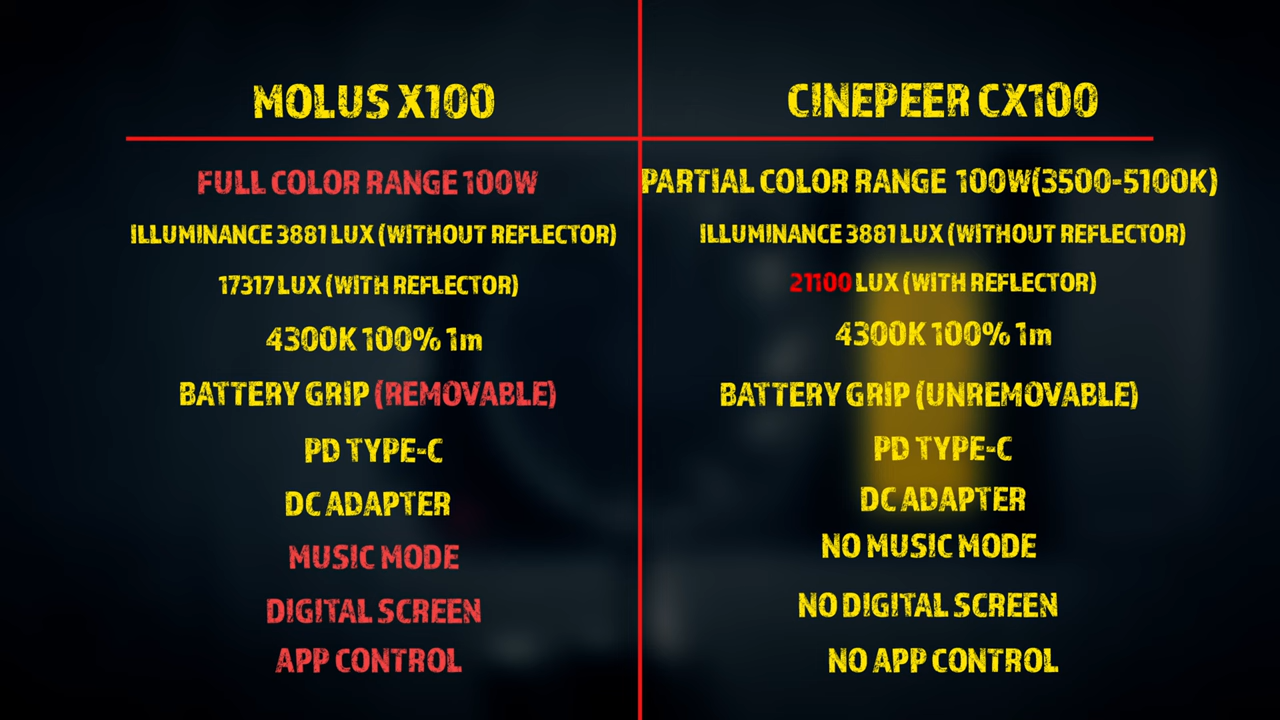 MOLUS X100
FULL COLOR RANGE 100W
ILLUMINANCE 3881 LUX (WITHOUT REFLECTOR)
17317 LUX (WITH REFLECTOR)
4300K 100% 1m
BATTERY GRIP (REMOVABLE)
PD TYPE-C
DC ADAPTER
MUSIC MODE
DIGITAL SCREEN
APP CONTROL
CINEPEER CX100
PARTIAL COLOR RANGE 100W(3500-5100K)
ILLUMINANCE 3881 LUX (WITHOUT REFLECTOR)
21100 LUX (WITH REFLECTOR)
4300K 100% 1m
BATTERY GRIP (UNREMOVABLE)
PD TYPE-C
DC ADAPTER
NO MUSIC MODE
NO DIGITAL SCREEN
NO APP CONTROL